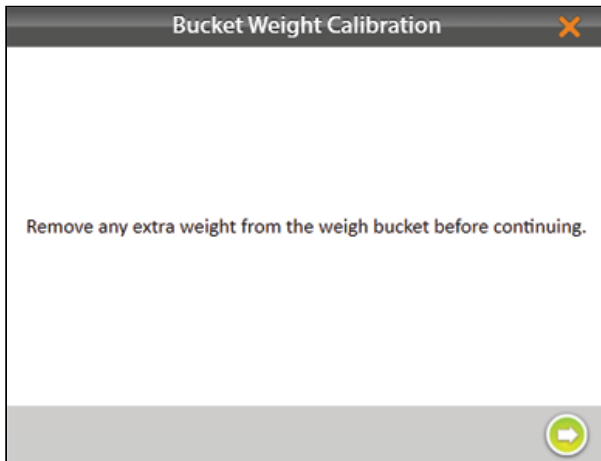 Bucket Weight Calibration
Remove any extra weight from the weigh bucket before continuing.